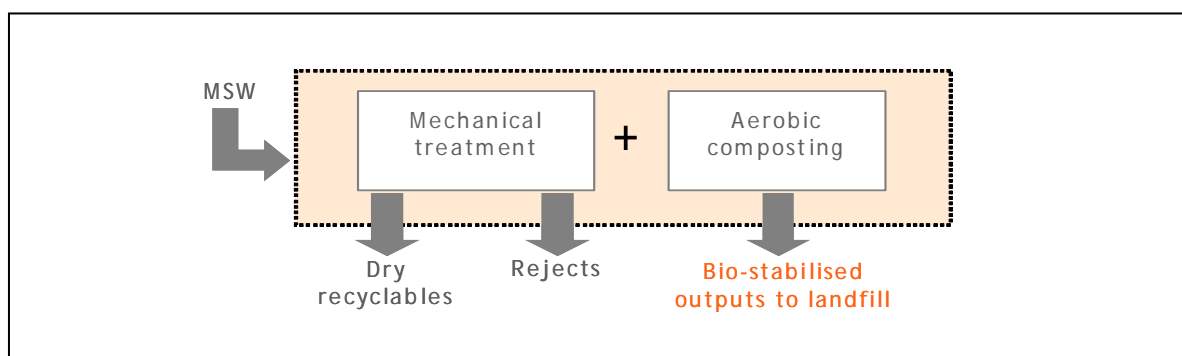 MSW
Mechanical
treatment
+
Aerobic
composting
Dry
recyclables
Rejects
Bio-stabilised
outputs to landfill